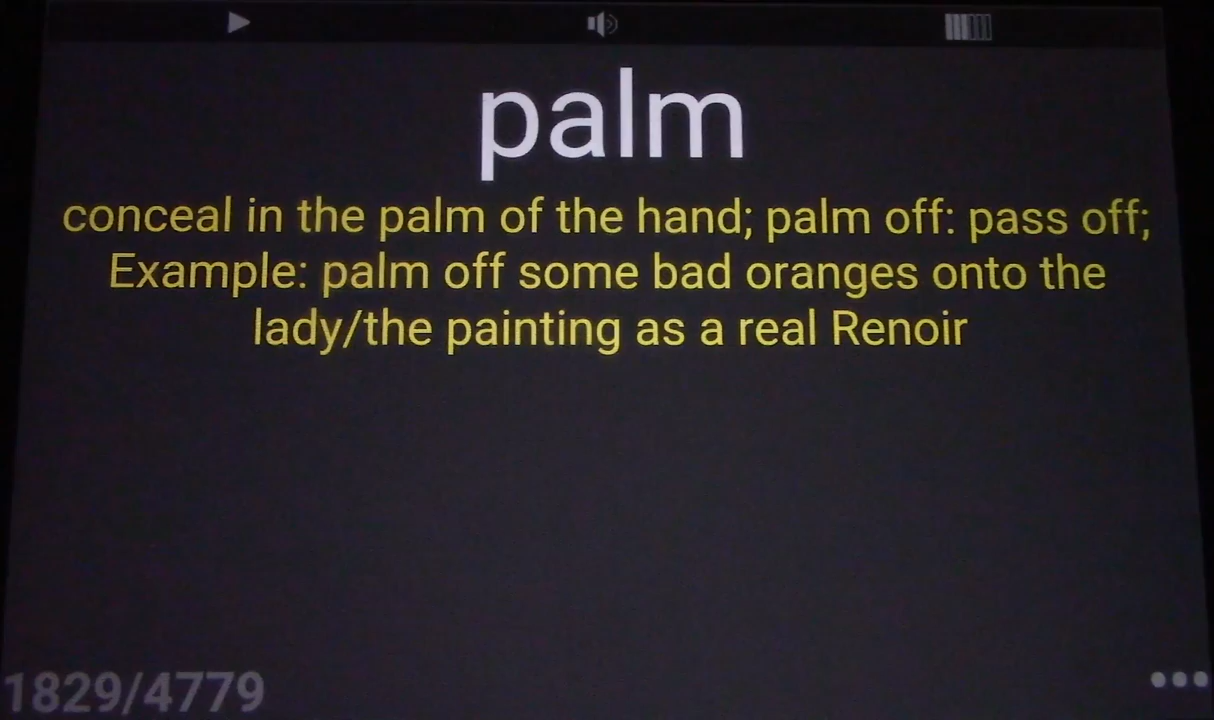 palm
conceal in the palm of the hand; palm off: pass off;
Example: palm off some bad oranges onto the
lady/the painting as a real Renoir
1829/4779